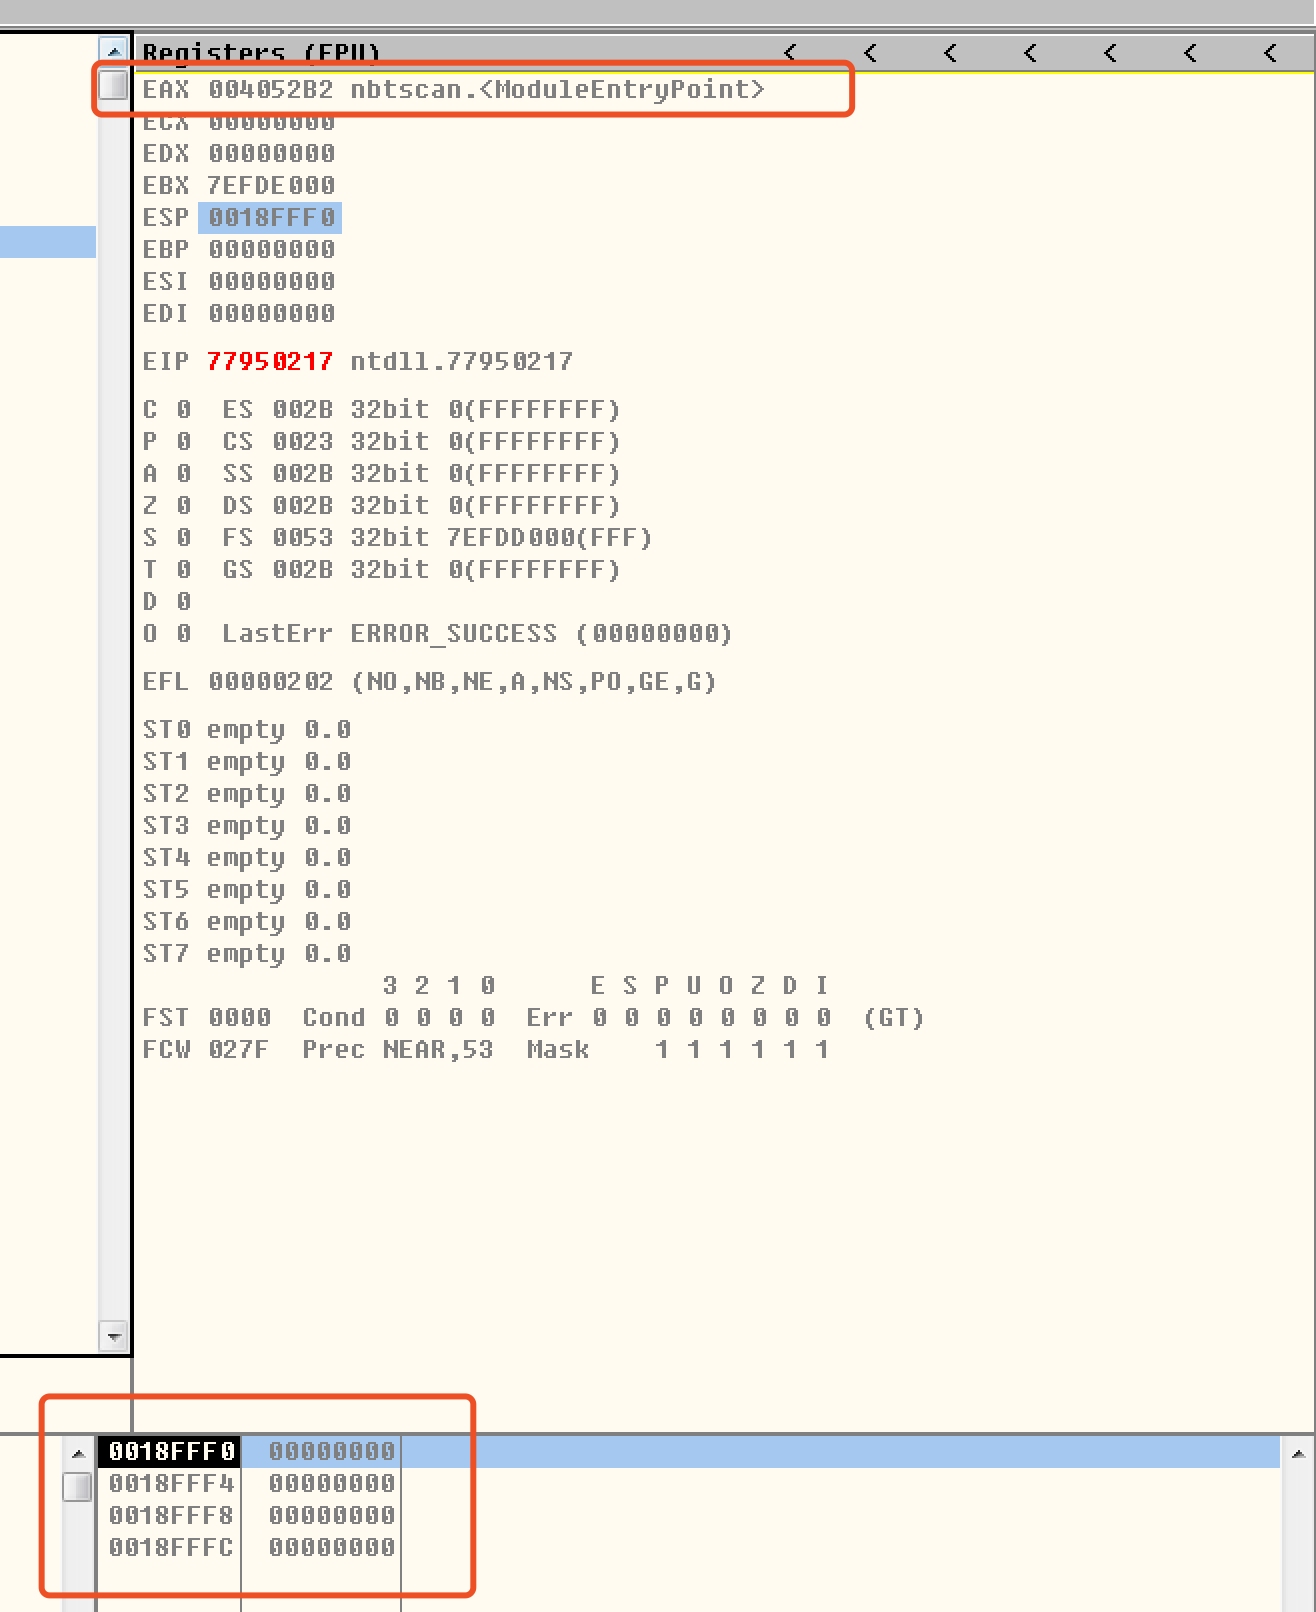 Registers (FPU) < < < < < < <
EAX 004052B2 nbtscan.<ModuleEntryPoint>
ECX 00000000
EDX 00000000
EBX 7EFDE000
ESP 0018FFF0
EBP 00000000
ESI 00000000
EDI 00000000
EIP 77950217 ntdll.77950217
C 0 ES 002B 32bit 0(FFFFFFFF)
P 0 CS 0023 32bit 0(FFFFFFFF)
A 0 SS 002B 32bit 0(FFFFFFFF)
Z 0 DS 002B 32bit 0(FFFFFFFF)
S 0 FS 0053 32bit 7EFDD000(FFF)
T 0 GS 002B 32bit 0(FFFFFFFF)
D 0
O 0 LastErr ERROR_SUCCESS (00000000)
EFL 00000202 (NO,NB,NE,A,NS,PO,GE,G)
ST0 empty 0.0
ST1 empty 0.0
ST2 empty 0.0
ST3 empty 0.0
ST4 empty 0.0
ST5 empty 0.0
ST6 empty 0.0
ST7 empty 0.0
3 2 1 0 E S P U O Z D I
FST 0000 Cond 0 0 0 0 Err 0 0 0 0 0 0 0 0 (GT)
FCW 027F Prec NEAR,53 Mask 1 1 1 1 1 1
0018FFF0 00000000
0018FFF4 00000000
0018FFF8 00000000
0018FFFC 00000000